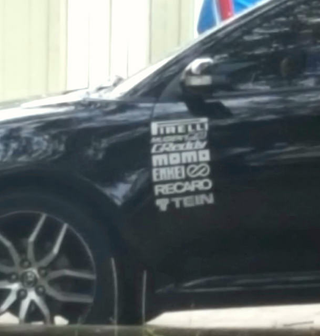 PIRELLI
GReddy
momo
ENKEI
RECARO
TEIN